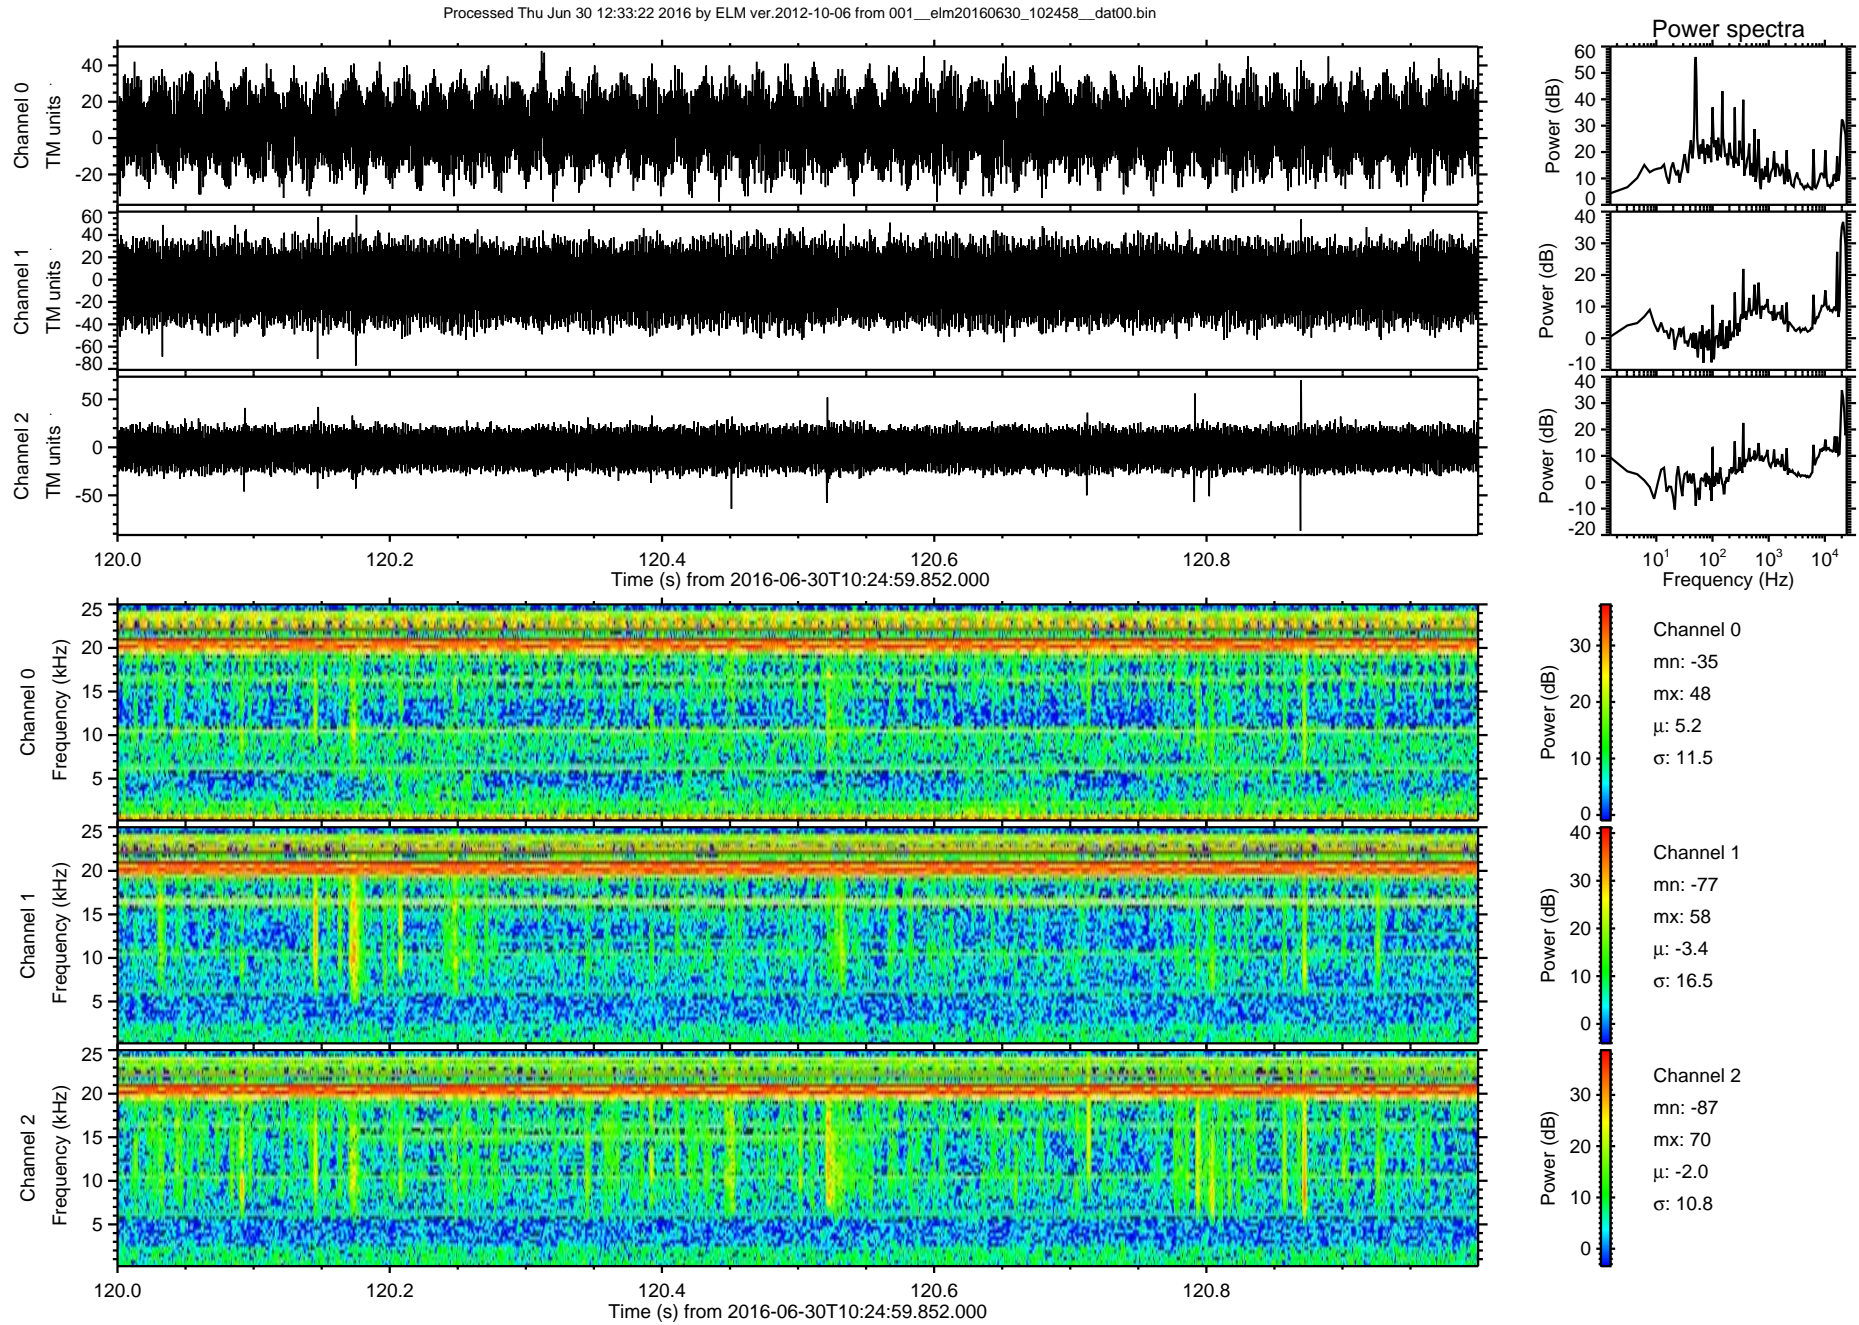 Processed Thu Jun 30 12:33:22 2016 by ELM ver.2012-10-06 from 001__elm20160630_102458__dat00.bin
Power spectra
Channel 0
TM units
40
20
0
-20
Power (dB)
60
50
40
30
20
10
0
Channel 1
TM units
60
40
20
0
-20
-40
-60
-80
Power (dB)
40
30
20
10
0
-10
Channel 2
TM units
50
0
-50
Power (dB)
40
30
20
10
0
-10
-20
120.0 120.2 120.4 120.6 120.8
Time (s) from 2016-06-30T10:24:59.852.000
10¹ 10² 10³ 10⁴
Frequency (Hz)
Channel 0
Frequency (kHz)
25
20
15
10
5
Power (dB)
30
20
10
0
Channel 0
mn: -35
mx: 48
μ: 5.2
σ: 11.5
Channel 1
Frequency (kHz)
25
20
15
10
5
Power (dB)
40
30
20
10
0
Channel 1
mn: -77
mx: 58
μ: -3.4
σ: 16.5
Channel 2
Frequency (kHz)
25
20
15
10
5
Power (dB)
30
20
10
0
Channel 2
mn: -87
mx: 70
μ: -2.0
σ: 10.8
120.0 120.2 120.4 120.6 120.8
Time (s) from 2016-06-30T10:24:59.852.000